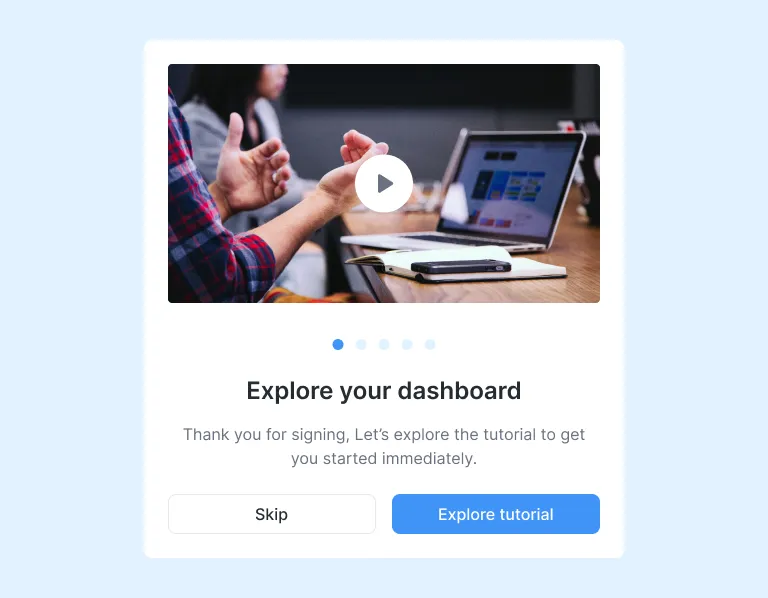 Explore your dashboard
Thank you for signing, Let’s explore the tutorial to get
you started immediately.
Skip
Explore tutorial